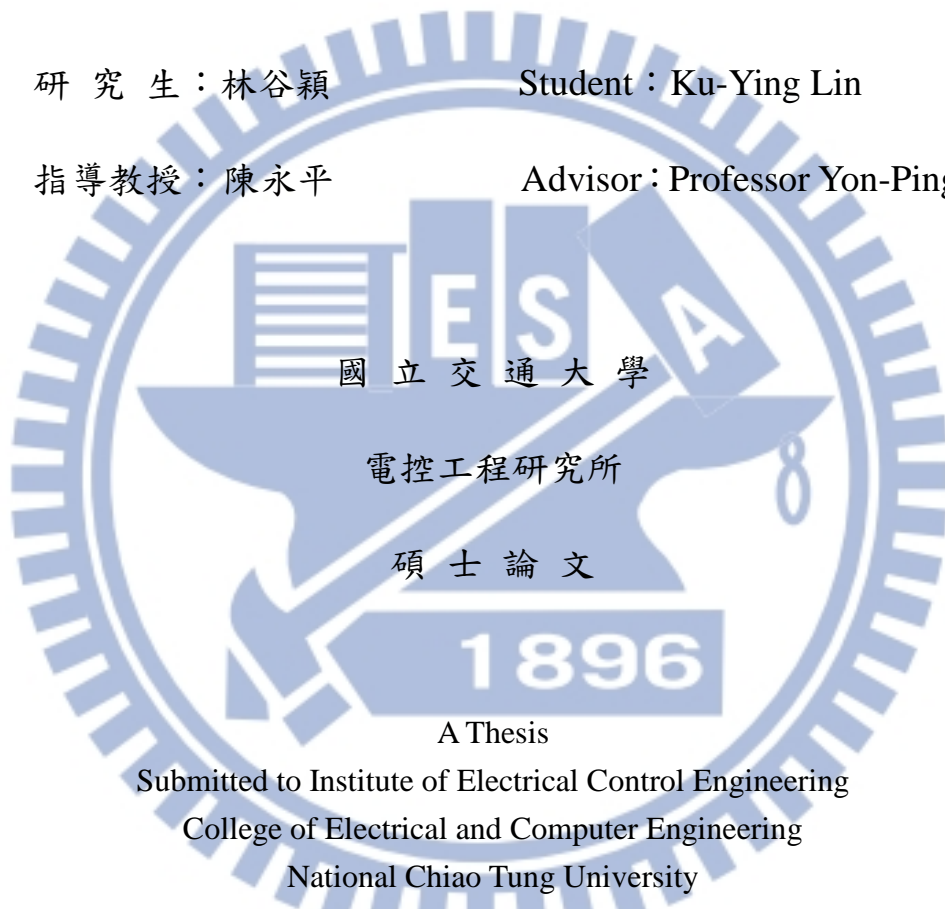 研 究 生：林谷穎 Student：Ku-Ying Lin
指導教授：陳永平 Advisor：Professor Yon-Ping
E S A
國 立 交 通 大 學
電控工程研究所
碩 士 論 文
8
1896
A Thesis
Submitted to Institute of Electrical Control Engineering
College of Electrical and Computer Engineering
National Chiao Tung University